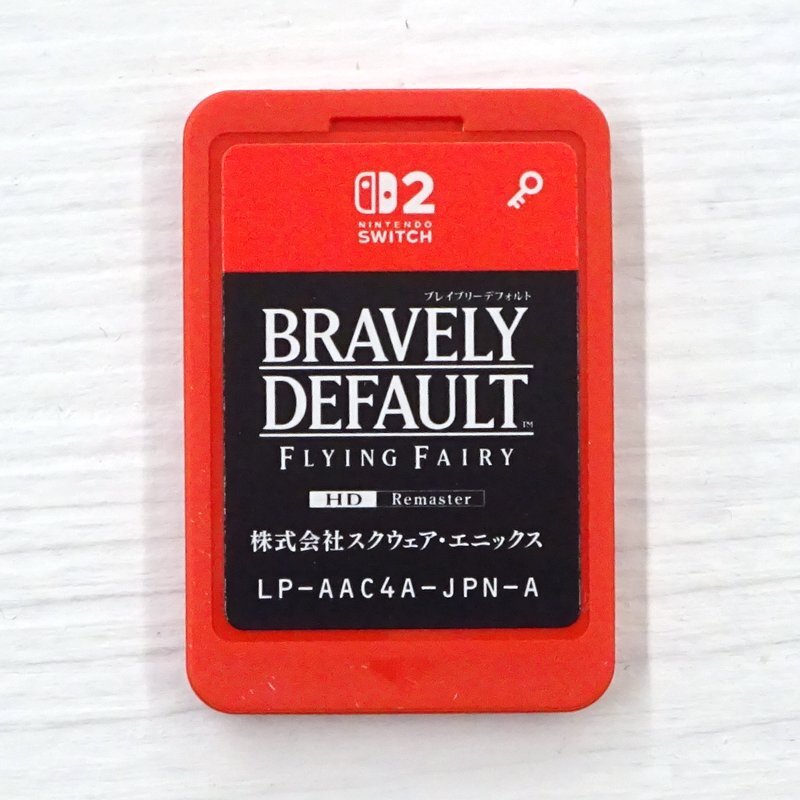 2
NINTENDO
SWITCH
ブレイブリーデフォルト
BRAVELY
DEFAULT™
FLYING FAIRY
HD Remaster
株式会社スクウェア・エニックス
LP-AAC4A-JPN-A